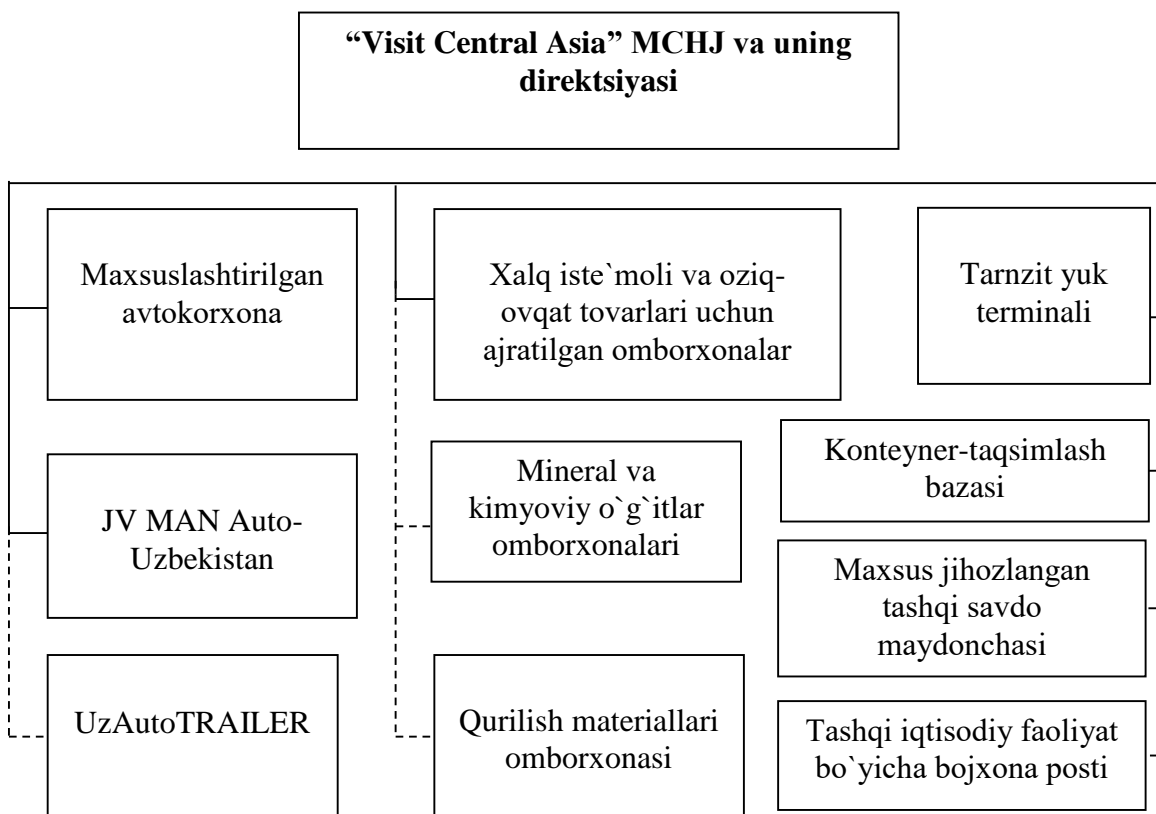 “Visit Central Asia” MCHJ va uning
direktsiyasi
Maxsuslashtirilgan
avtokorxona
Xalq iste`moli va oziq-
ovqat tovarlari uchun
ajratilgan omborxonalar
Tarnzit yuk
terminali
JV MAN Auto-
Uzbekistan
Mineral va
kimyoviy o`g`itlar
omborxonalari
Konteyner-taqsimlash
bazasi
Maxsus jihozlangan
tashqi savdo
maydonchasi
UzAutoTRAILER
Qurilish materiallari
omborxonasi
Tashqi iqtisodiy faoliyat
bo`yicha bojxona posti